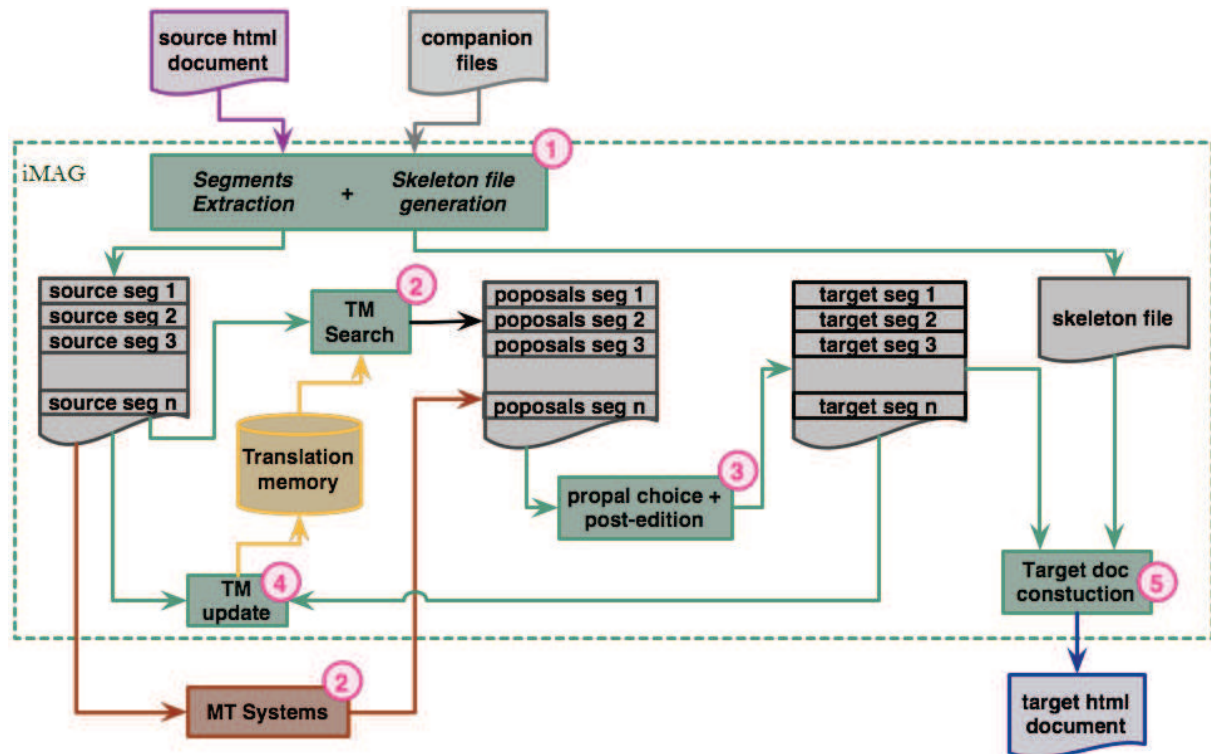 source html
document
companion
files
iMAG
1
Segments
Extraction
+
Skeleton file
generation
source seg 1
source seg 2
source seg 3
source seg n
2
TM
Search
poposals seg 1
poposals seg 2
poposals seg 3
poposals seg n
target seg 1
target seg 2
target seg 3
target seg n
skeleton file
Translation
memory
3
propal choice +
post-edition
4
TM
update
Target doc
constuction
5
2
MT Systems
target html
document